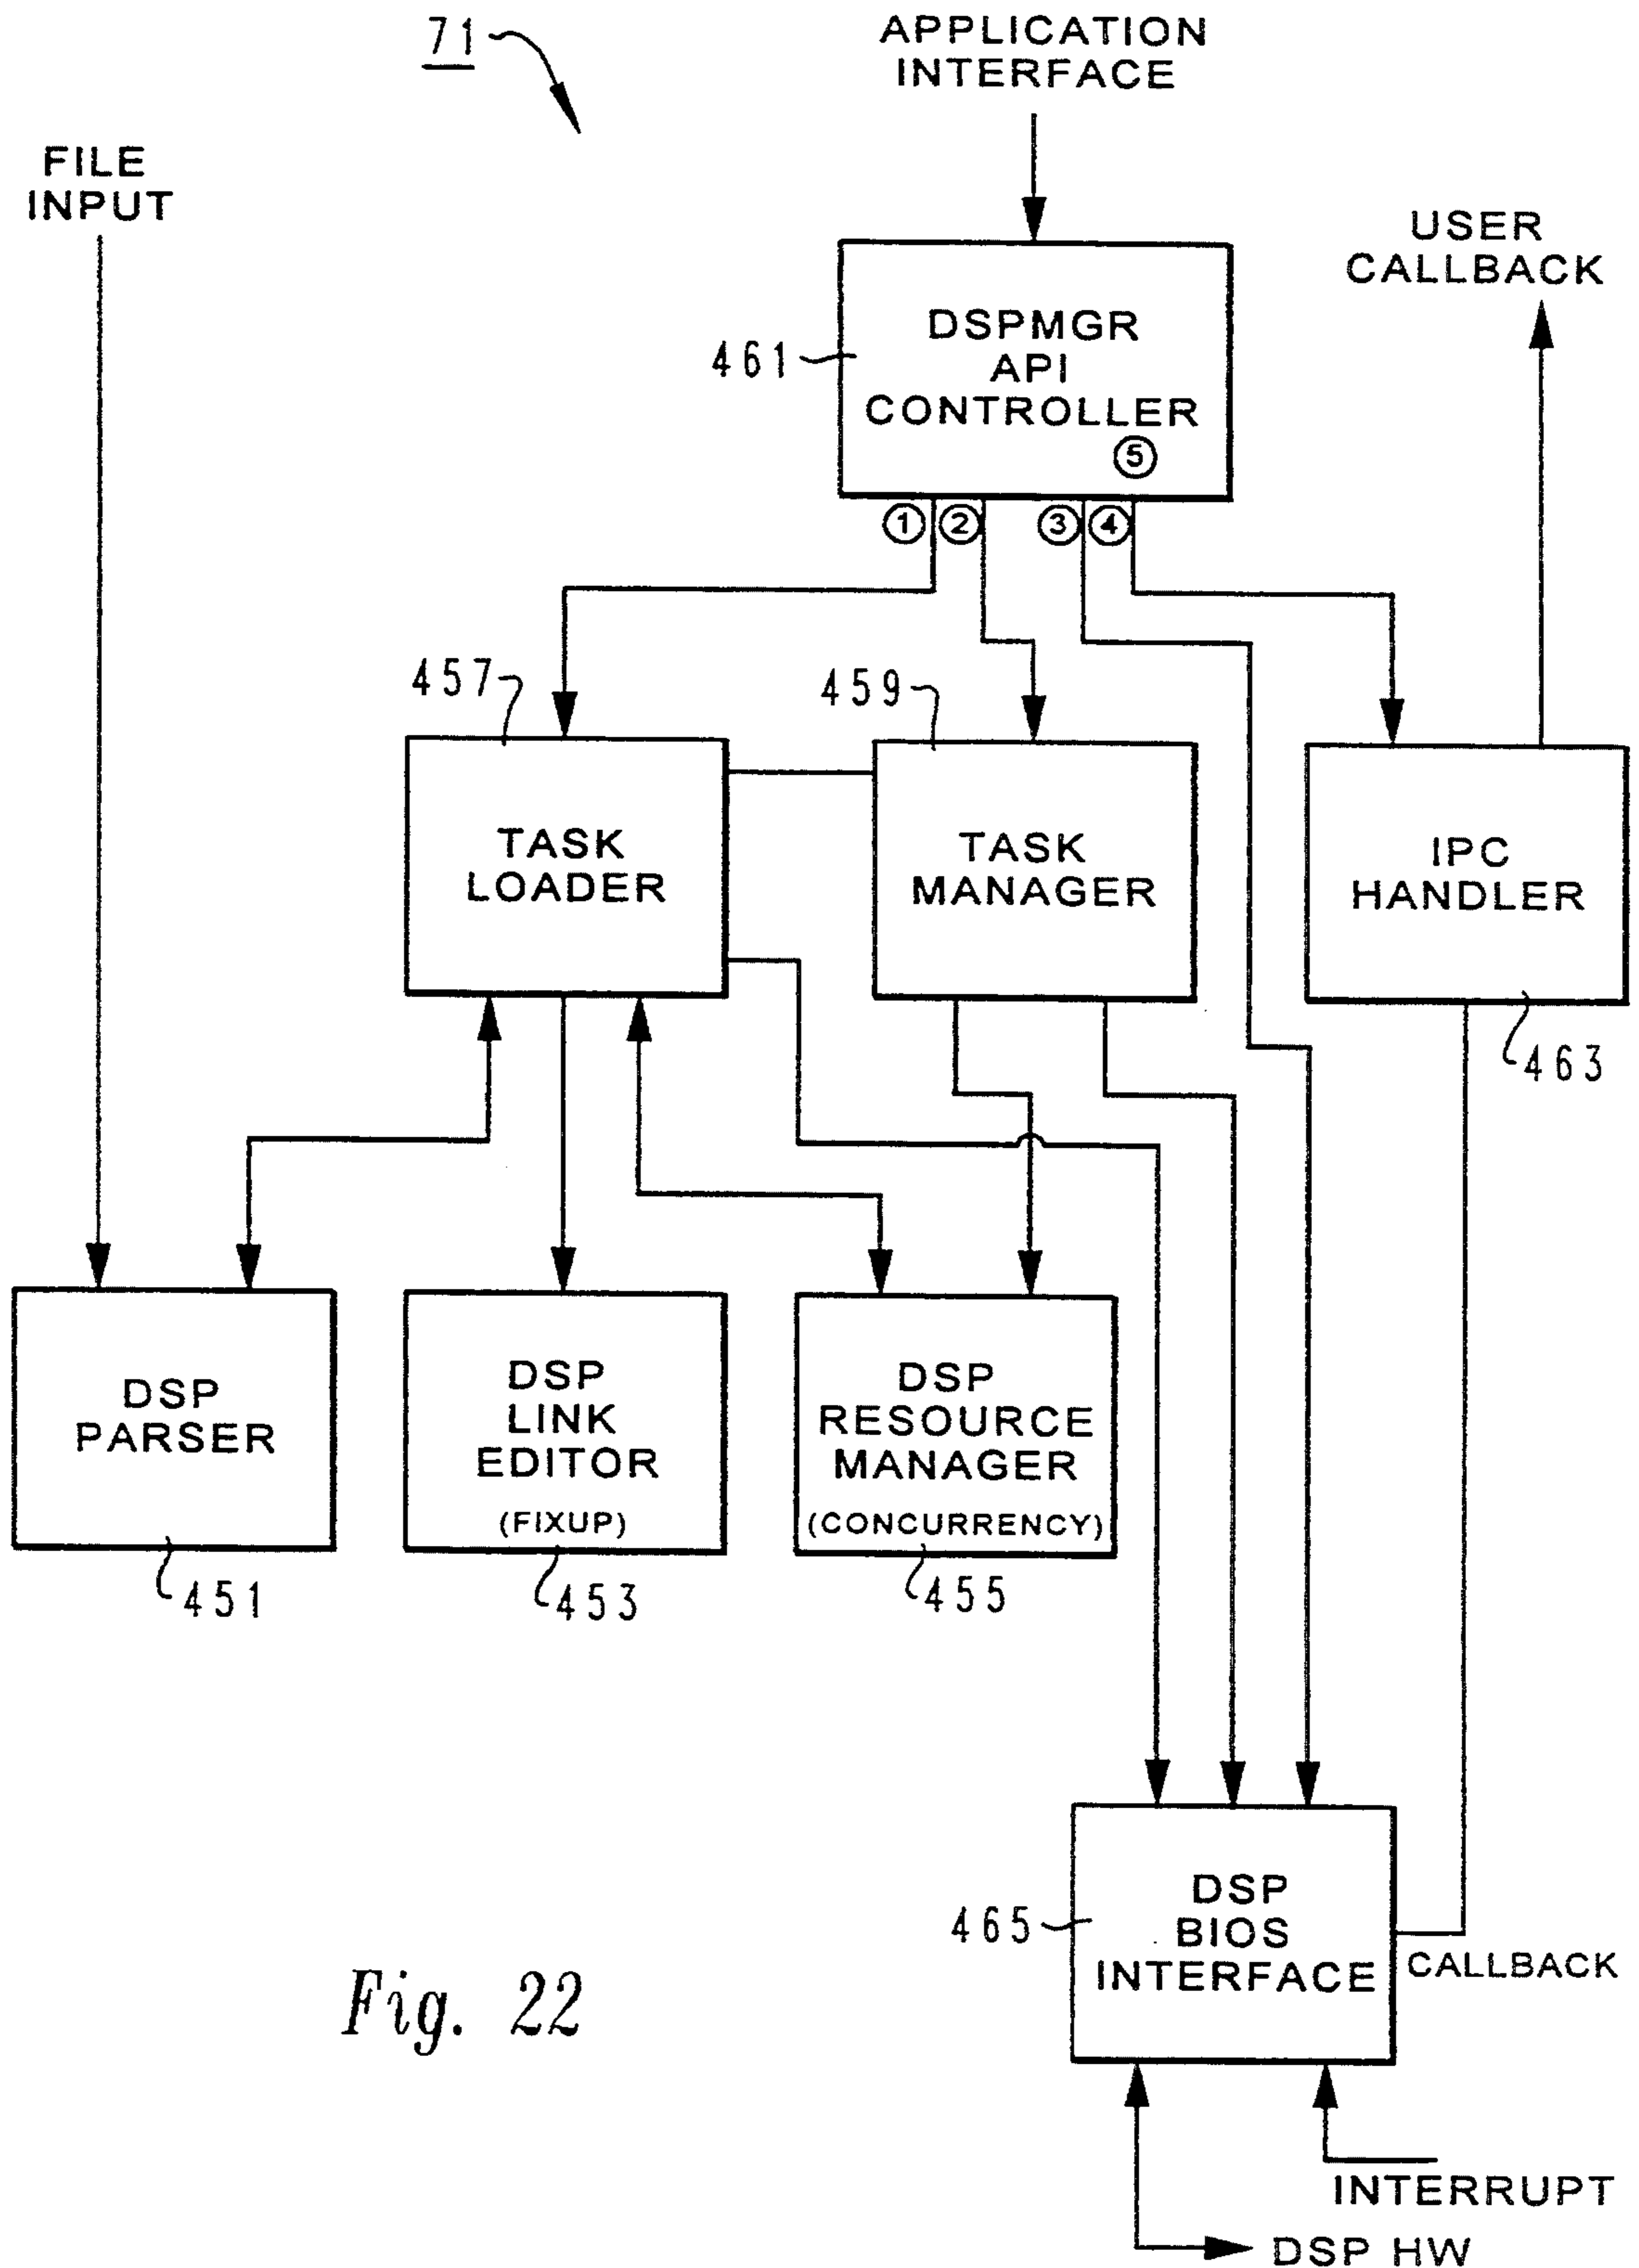 71
APPLICATION
INTERFACE
FILE
INPUT
USER
CALLBACK
461
DSPMGR
API
CONTROLLER
5
1
2
3
4
457
459
TASK
LOADER
TASK
MANAGER
IPC
HANDLER
463
DSP
PARSER
DSP
LINK
EDITOR
(FIXUP)
DSP
RESOURCE
MANAGER
(CONCURRENCY)
451
453
455
465
DSP
BIOS
INTERFACE
CALLBACK
Fig. 22
INTERRUPT
DSP HW